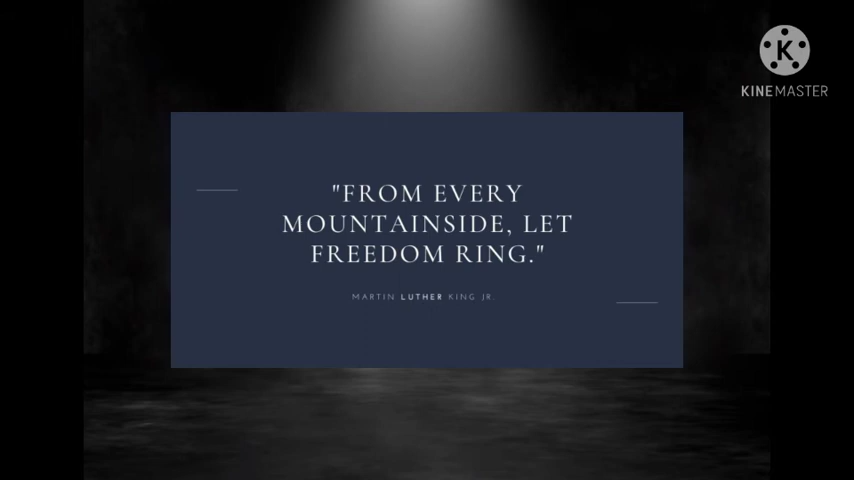 KINEMASTER
"FROM EVERY
MOUNTAINSIDE, LET
FREEDOM RING."
MARTIN LUTHER KING JR.